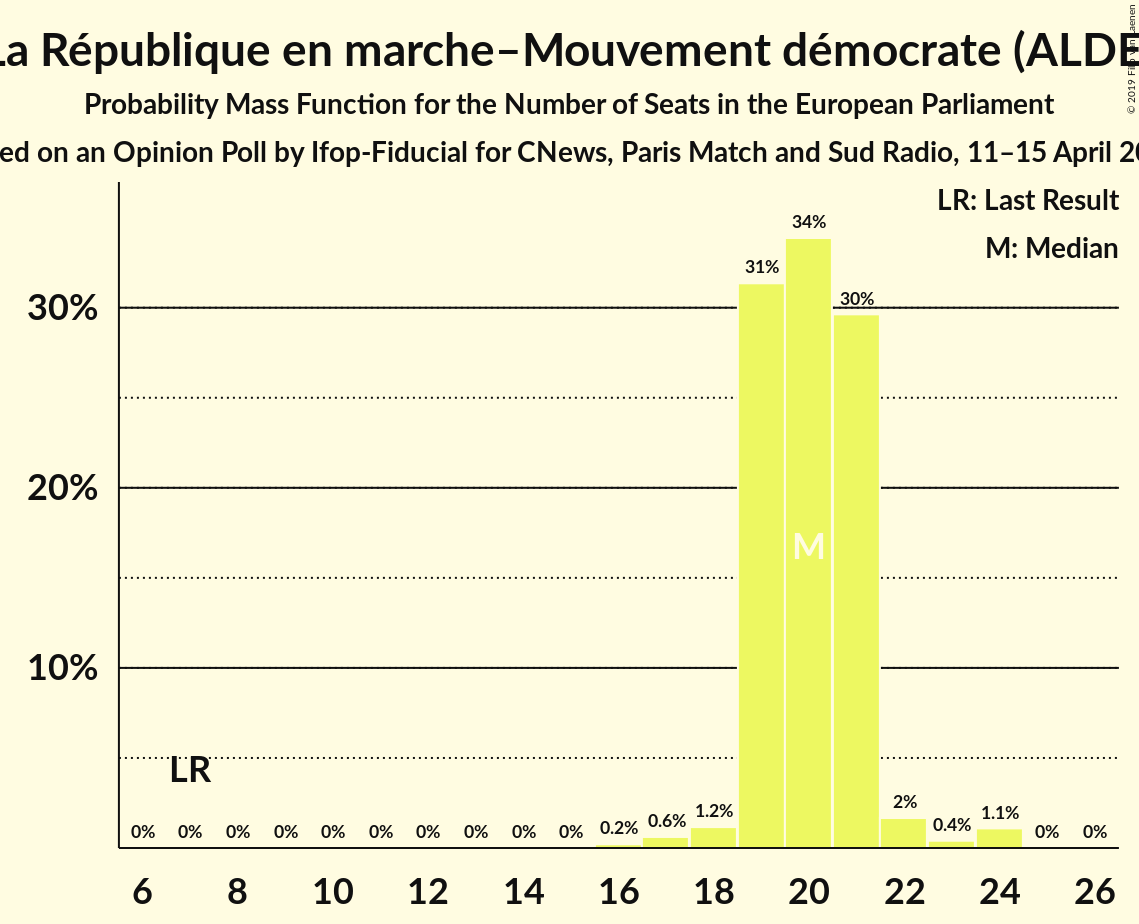 La République en marche–Mouvement démocrate (ALDE
Probability Mass Function for the Number of Seats in the European Parliament
ed on an Opinion Poll by Ifop-Fiducial for CNews, Paris Match and Sud Radio, 11–15 April 20
© 2019
LR: Last Result
M: Median
34%
31%
30%
30%
20%
M
10%
LR
0% 0% 0% 0% 0% 0% 0% 0% 0% 0% 0.2% 0.6% 1.2% 2% 0.4% 1.1% 0% 0%
6 8 10 12 14 16 18 20 22 24 26